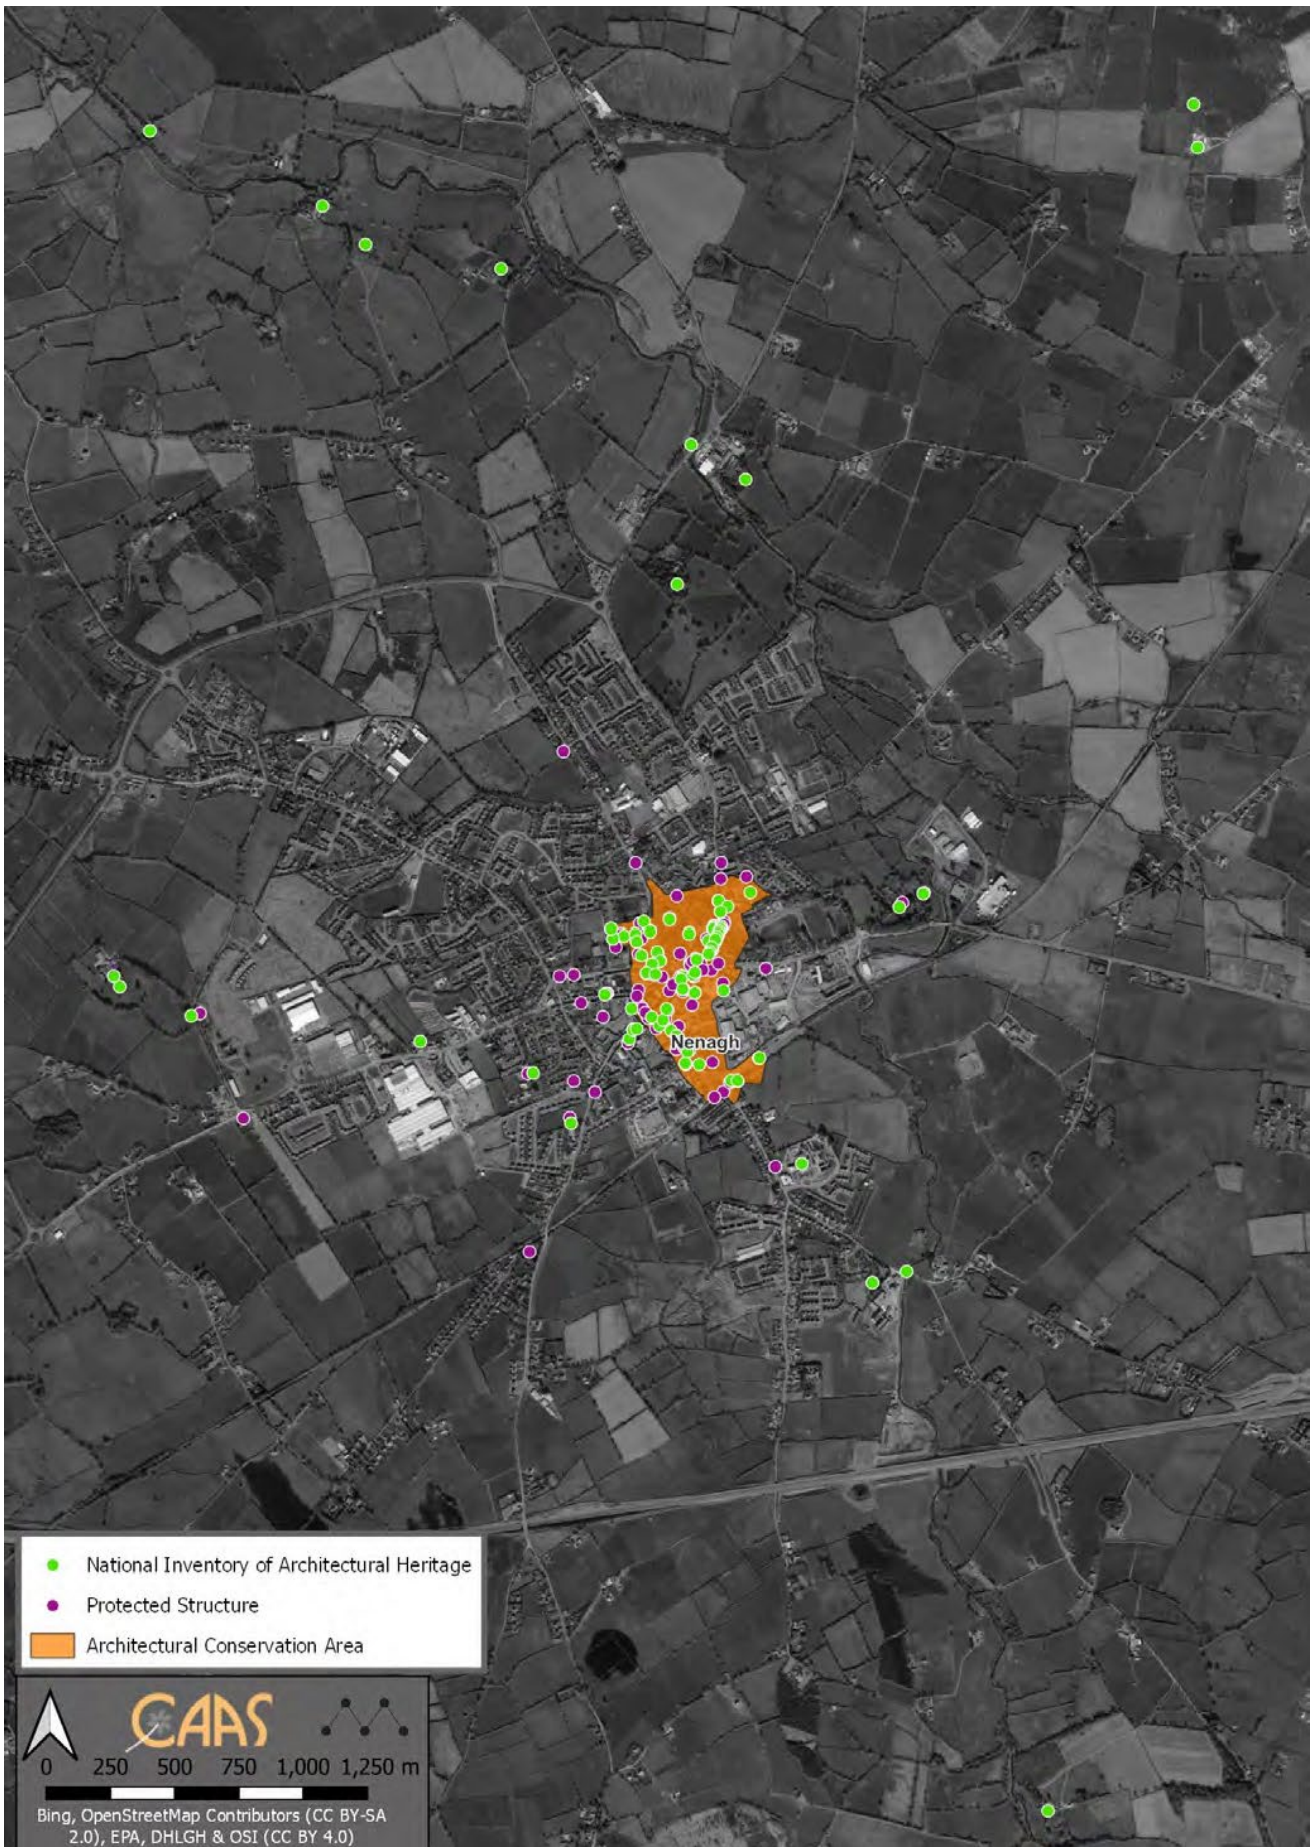 Nenagh
National Inventory of Architectural Heritage
Protected Structure
Architectural Conservation Area
CAAS
0 250 500 750 1,000 1,250 m
Bing, OpenStreetMap Contributors (CC BY-SA
2.0), EPA, DHLGH & OSI (CC BY 4.0)